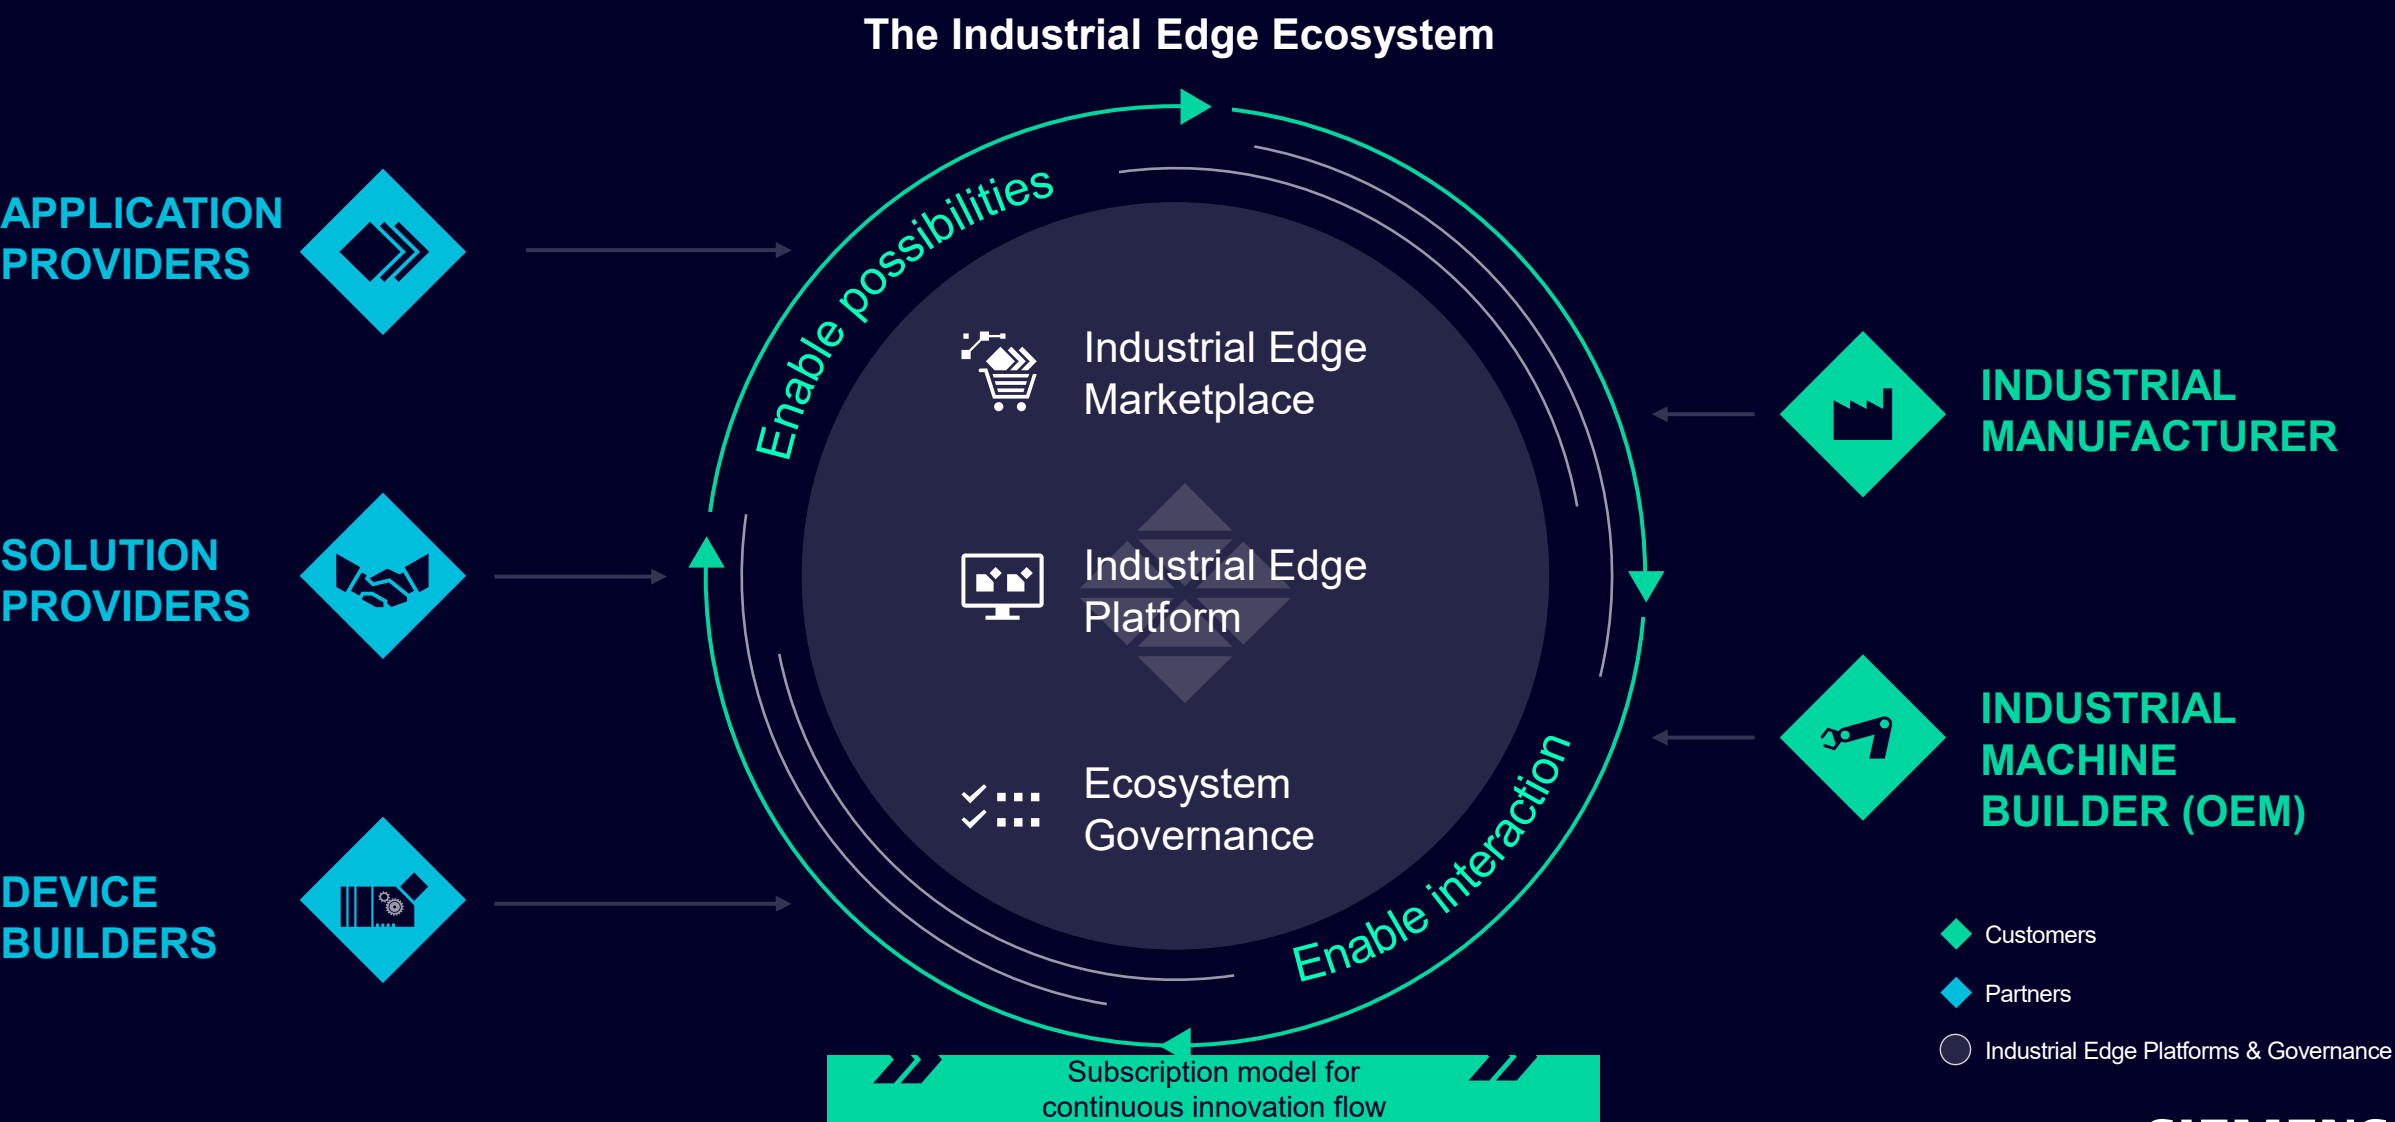 The Industrial Edge Ecosystem
APPLICATION
PROVIDERS
SOLUTION
PROVIDERS
DEVICE
BUILDERS
Enable possibilities
Industrial Edge
Marketplace
Industrial Edge
Platform
Ecosystem
Governance
Enable interaction
INDUSTRIAL
MANUFACTURER
INDUSTRIAL
MACHINE
BUILDER (OEM)
Customers
Partners
Industrial Edge Platforms & Governance
Subscription model for
continuous innovation flow
SIEMENS